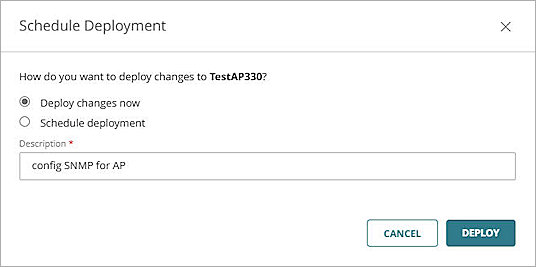 Schedule Deployment
How do you want to deploy changes to TestAP330?
Deploy changes now
Schedule deployment
Description *
config SNMP for AP
CANCEL DEPLOY